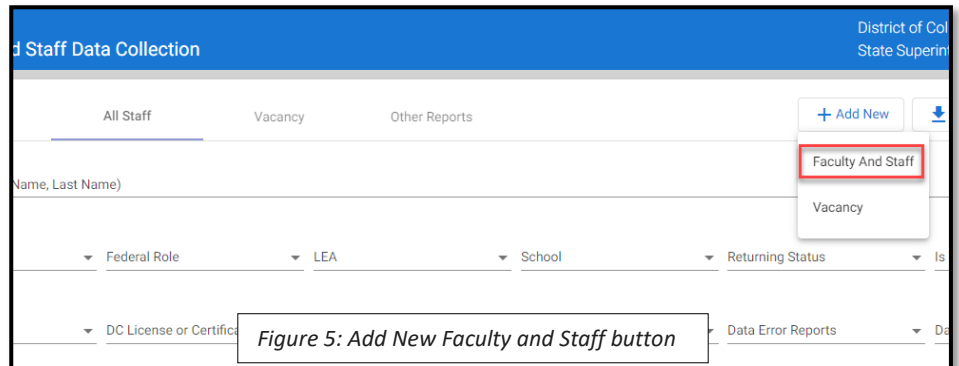 District of Col
d Staff Data Collection
State Superin
All Staff
Vacancy
Other Reports
+ Add New
Faculty And Staff
Name, Last Name)
Vacancy
Federal Role
LEA
School
Returning Status
Is
DC License or Certifica
Data Error Reports
Da
Figure 5: Add New Faculty and Staff button